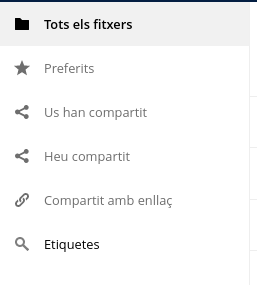 Tots els fitxers
Preferits
Us han compartit
Heu compartit
Compartit amb enllaç
Etiquetes